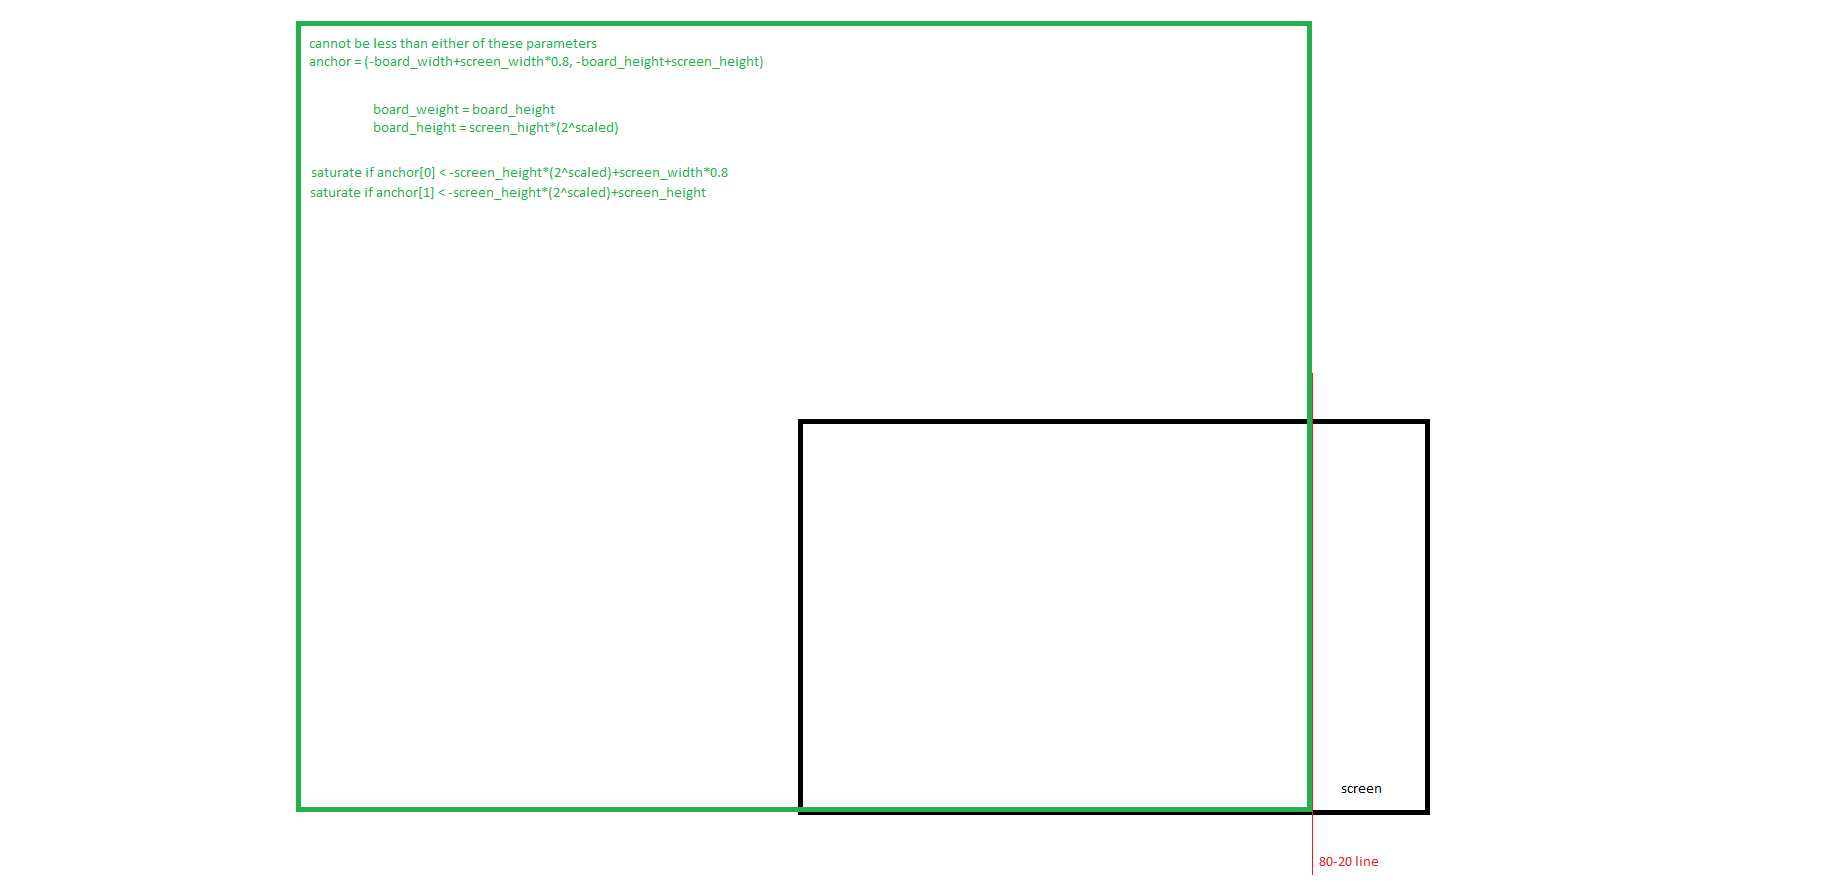 cannot be less than either of these parameters
anchor = (-board_width+screen_width*0.8, -board_height+screen_height)
board_weight = board_height
board_height = screen_hight*(2^scaled)
saturate if anchor[0] < -screen_height*(2^scaled)+screen_width*0.8
saturate if anchor[1] < -screen_height*(2^scaled)+screen_height
screen
80-20 line